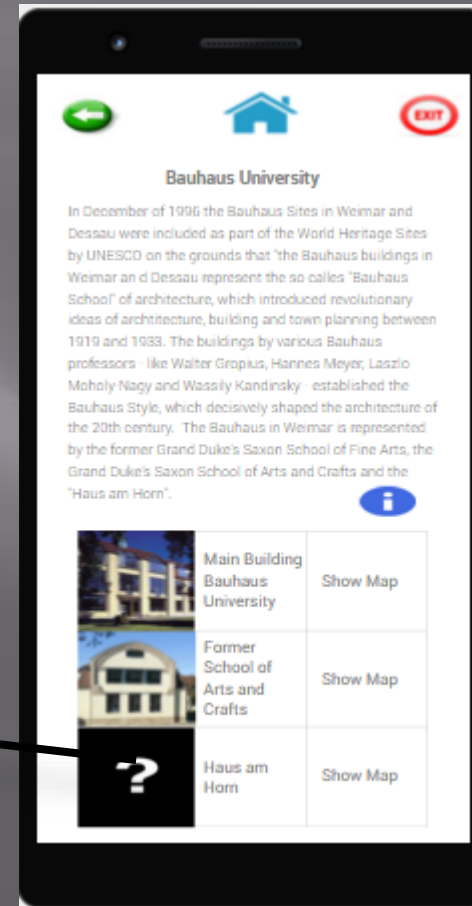 EXIT
Bauhaus University
In December of 1996 the Bauhaus Sites in Weimar and
Dessau were included as part of the World Heritage Sites
by UNESCO on the grounds that "the Bauhaus buildings in
Weimar an d Dessau represent the so calles "Bauhaus
School" of architecture, which introduced revolutionary
ideas of archtitecture, building and town planning between
1919 and 1933. The buildings by various Bauhaus
professors - like Walter Gropius, Hannes Meyer, Laszlo
Moholy-Nagy and Wassily Kandinsky - established the
Bauhaus Style, which decisively shaped the architecture of
the 20th century. The Bauhaus in Weimar is represented
by the former Grand Duke's Saxon School of Fine Arts, the
Grand Duke's Saxon School of Arts and Crafts and the
"Haus am Horn".
i
Main Building
Bauhaus
University
Show Map
Former
School of
Arts and
Crafts
Show Map
?
Haus am
Horn
Show Map